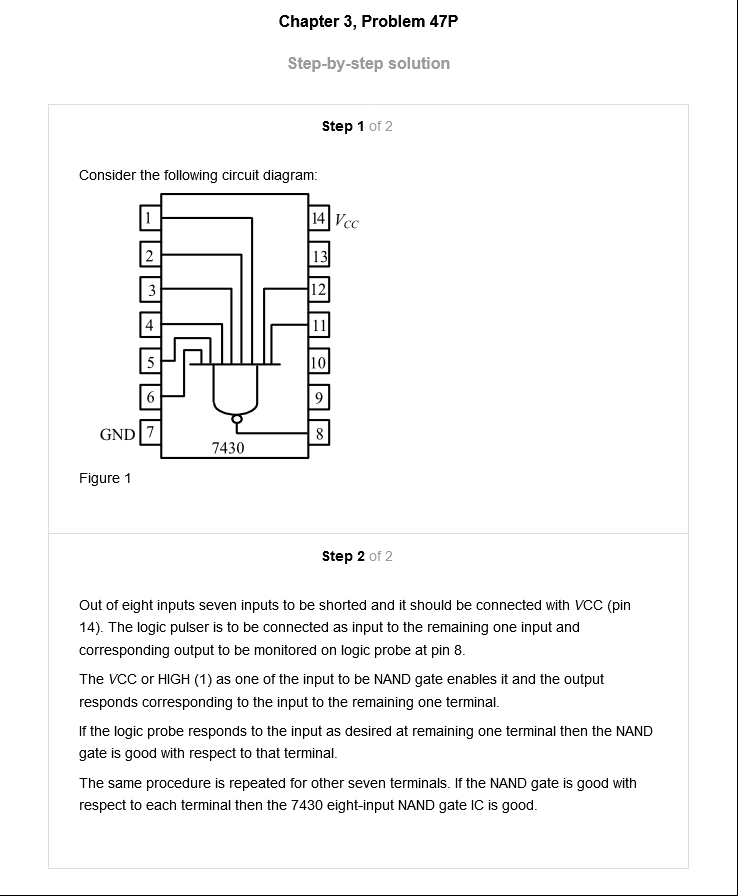 Chapter 3, Problem 47P
Step-by-step solution
Step 1 of 2
Consider the following circuit diagram:
1
14 VCC
2
13
3
12
4
11
5
10
6
9
GND 7
8
7430
Figure 1
Step 2 of 2
Out of eight inputs seven inputs to be shorted and it should be connected with VCC (pin
14). The logic pulser is to be connected as input to the remaining one input and
corresponding output to be monitored on logic probe at pin 8.
The VCC or HIGH (1) as one of the input to be NAND gate enables it and the output
responds corresponding to the input to the remaining one terminal.
If the logic probe responds to the input as desired at remaining one terminal then the NAND
gate is good with respect to that terminal.
The same procedure is repeated for other seven terminals. If the NAND gate is good with
respect to each terminal then the 7430 eight-input NAND gate IC is good.